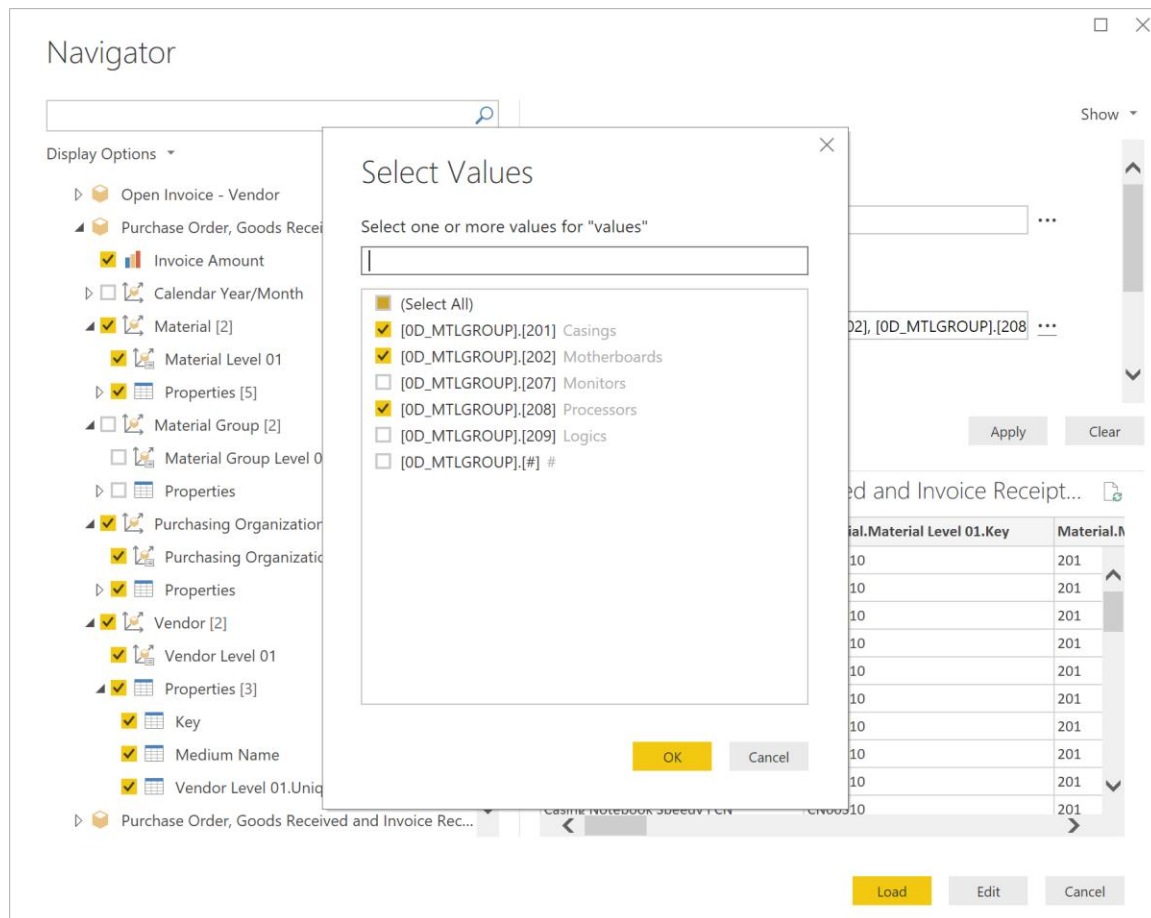 Navigator
Show
Display Options
Open Invoice - Vendor
Purchase Order, Goods Recei
Invoice Amount
Calendar Year/Month
Material [2]
Material Level 01
Properties [5]
Material Group [2]
Material Group Level 0
Properties
Purchasing Organization
Purchasing Organizatio
Properties
Vendor [2]
Vendor Level 01
Properties [3]
Key
Medium Name
Vendor Level 01.Uniq
Purchase Order, Goods Received and Invoice Rec...
Select Values
Select one or more values for "values"
(Select All)
[0D_MTLGROUP].[201] Casings
[0D_MTLGROUP].[202] Motherboards
[0D_MTLGROUP].[207] Monitors
[0D_MTLGROUP].[208] Processors
[0D_MTLGROUP].[209] Logics
[0D_MTLGROUP].[#] #
OK Cancel
...
02], [0D_MTLGROUP].[208 ...
Apply Clear
ed and Invoice Receipt...
ial.Material Level 01.Key Material.M
10 201
10 201
10 201
10 201
10 201
10 201
10 201
10 201
10 201
Casing Notebook Speedy I CN CN00510 201
Load Edit Cancel